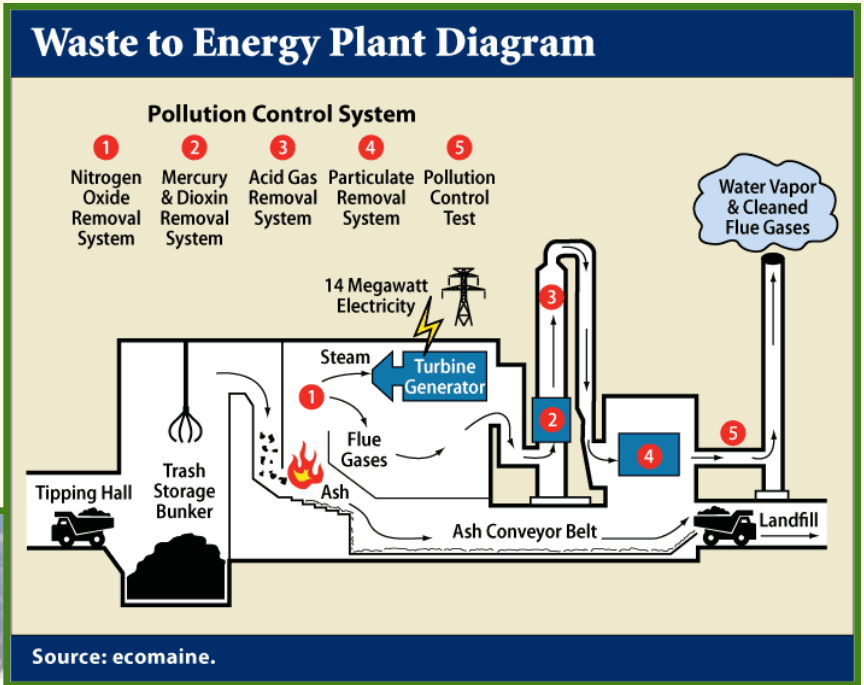 Waste to Energy Plant Diagram
Pollution Control System
1
Nitrogen
Oxide
Removal
System
2
Mercury
& Dioxin
Removal
System
3
Acid Gas
Removal
System
4
Particulate
Removal
System
5
Pollution
Control
Test
Water Vapor
& Cleaned
Flue Gases
14 Megawatt
Electricity
3
Steam
Turbine
Generator
1
2
Flue
Gases
5
4
Tipping Hall
Trash
Storage
Bunker
Ash
Ash Conveyor Belt
Landfill
Source: ecomaine.